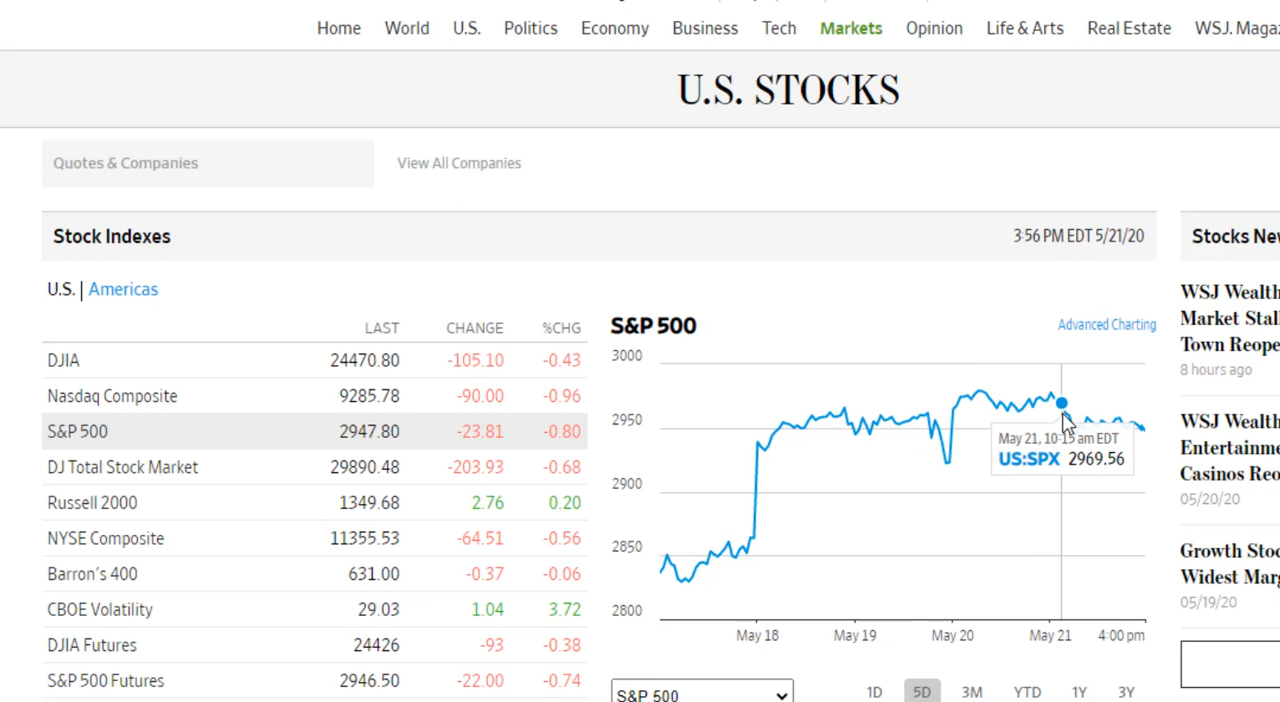 Home World U.S. Politics Economy Business Tech Markets Opinion Life & Arts Real Estate WSJ. Magaz
U.S. STOCKS
Quotes & Companies
View All Companies
Stock Indexes
3:56 PM EDT 5/21/20
U.S. | Americas
LAST CHANGE %CHG
DJIA 24470.80 -105.10 -0.43
Nasdaq Composite 9285.78 -90.00 -0.96
S&P 500 2947.80 -23.81 -0.80
DJ Total Stock Market 29890.48 -203.93 -0.68
Russell 2000 1349.68 2.76 0.20
NYSE Composite 11355.53 -64.51 -0.56
Barron's 400 631.00 -0.37 -0.06
CBOE Volatility 29.03 1.04 3.72
DJIA Futures 24426 -93 -0.38
S&P 500 Futures 2946.50 -22.00 -0.74
S&P 500
Advanced Charting
3000
2950
2900
2850
2800
May 21, 10:15 am EDT
US:SPX 2969.56
May 18 May 19 May 20 May 21 4:00 pm
S&P 500
1D 5D 3M YTD 1Y 3Y
Stocks Ne
WSJ Wealth
Market Stal
Town Reope
8 hours ago
WSJ Wealth
Entertainme
Casinos Reo
05/20/20
Growth Stoc
Widest Marg
05/19/20